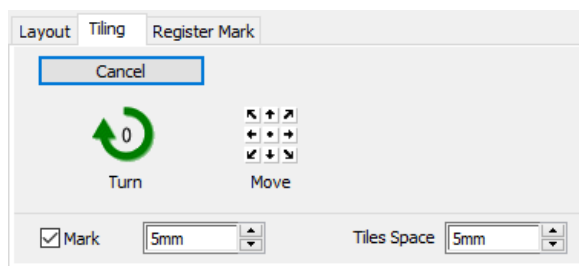 Layout Tiling Register Mark
Cancel
0
Turn Move
Mark 5mm Tiles Space 5mm